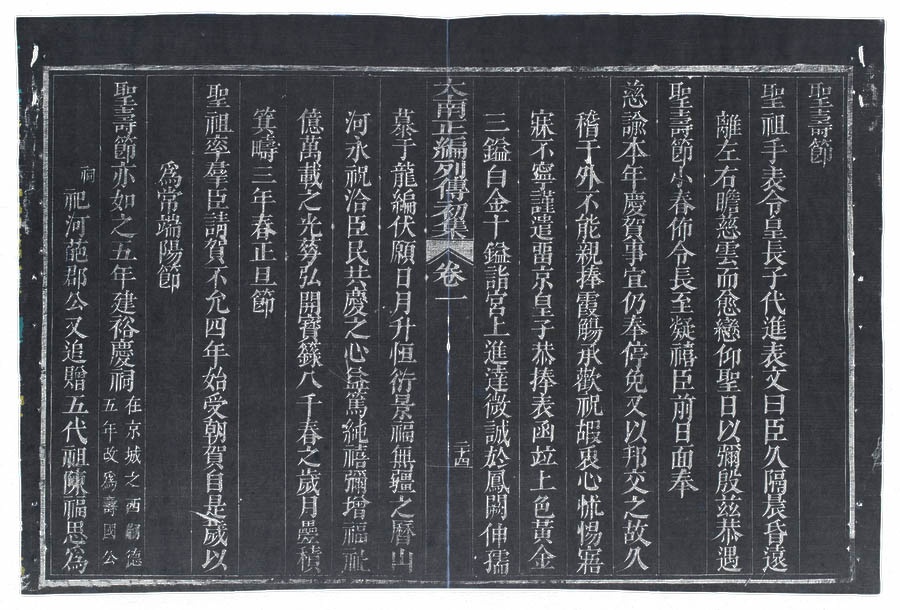 聖壽節
聖祖手表令皇長子代進表文曰臣久隔晨昏遠
離左右瞻慈雲而愈戀仰聖日以彌殷茲恭遇
聖壽節小春佈令長至凝禧臣前日面奉
慈諭本年慶賀事宜仍奉停免又以邦交之故久
稽于外不能親捧霞觴承歡祝嘏衷心怵惕寤
寐不寧謹遣留京皇子恭捧表函並上色黃金
三鎰白金十鎰詣宮上進達微誠於鳳闕伸孺
大南正編列傳初集 卷一 二十四
慕于龍編伏願日月升恒衍景福無疆之曆山
河永祝洽臣民共慶之心益篤純禧彌增福祉
億萬載之光葊弘開寶籙八千春之歲月疊積
箕疇三年春正旦節
聖祖率羣臣請賀不允四年始受朝賀自是歲以
爲常端陽節
聖壽節亦如之五年建裕慶祠在京城之西嗣德五年改爲壽國公
祠祀河葩郡公又追贈五代祖陳福思爲